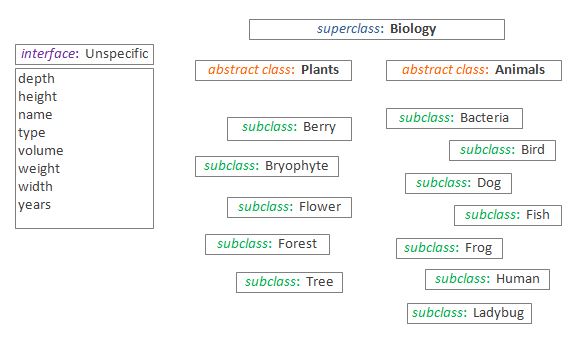 superclass: Biology
interface: Unspecific
depth
height
name
type
volume
weight
width
years
abstract class: Plants
subclass: Berry
subclass: Bryophyte
subclass: Flower
subclass: Forest
subclass: Tree
abstract class: Animals
subclass: Bacteria
subclass: Bird
subclass: Dog
subclass: Fish
subclass: Frog
subclass: Human
subclass: Ladybug